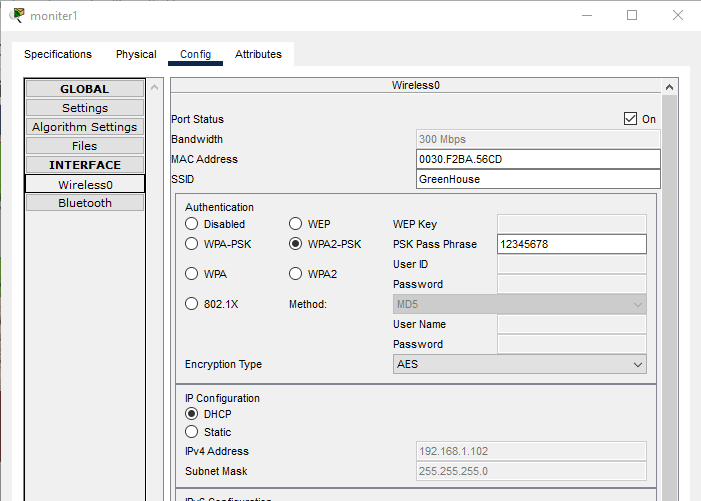 moniter1
Specifications Physical Config Attributes
GLOBAL
Settings
Algorithm Settings
Files
INTERFACE
Wireless0
Bluetooth
Wireless0
Port Status On
Bandwidth 300 Mbps
MAC Address 0030.F2BA.56CD
SSID GreenHouse
Authentication
Disabled WEP WEP Key
WPA-PSK WPA2-PSK PSK Pass Phrase 12345678
User ID
WPA WPA2
Password
802.1X Method: MD5
User Name
Password
Encryption Type AES
IP Configuration
DHCP
Static
IPv4 Address 192.168.1.102
Subnet Mask 255.255.255.0
IPv6 Configuration